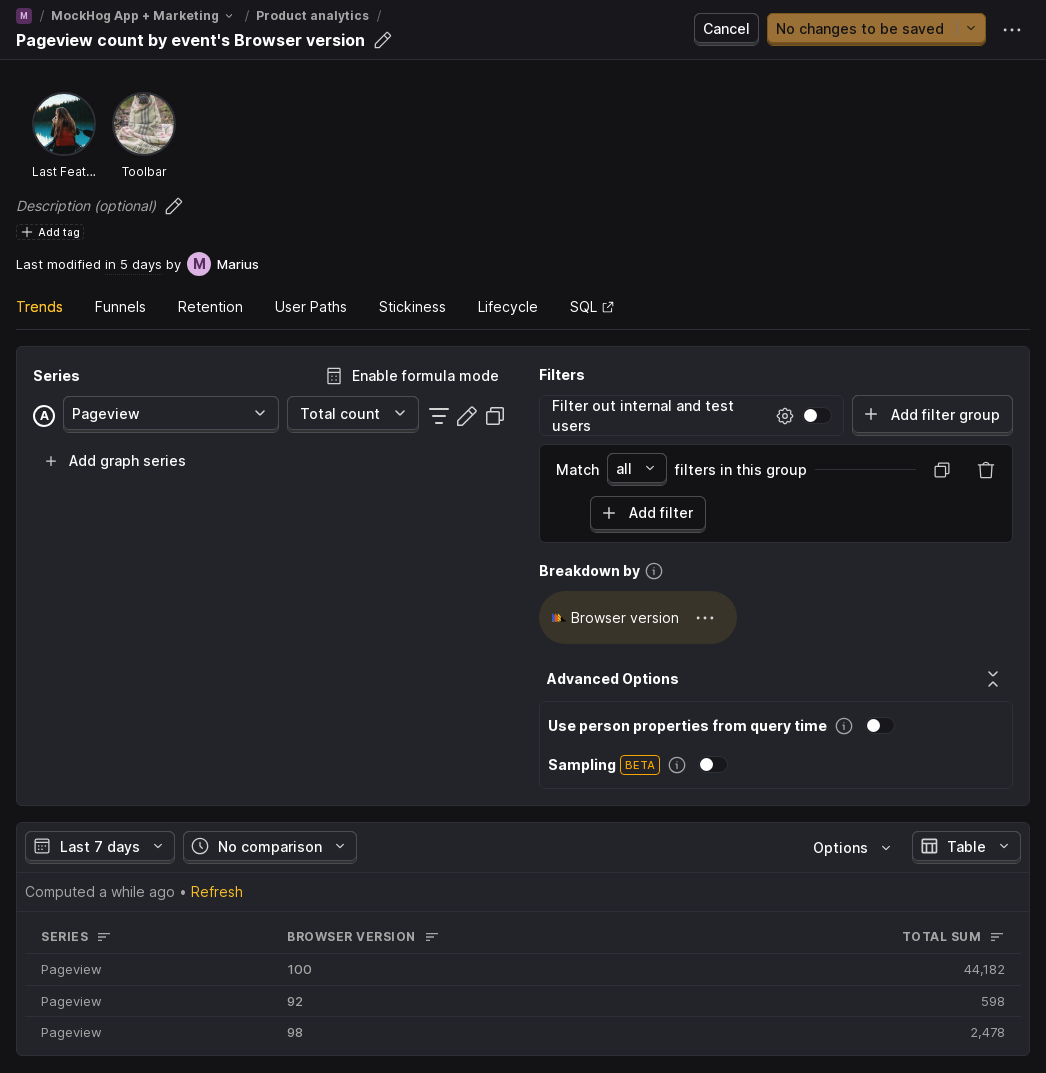 M / MockHog App + Marketing / Product analytics /
Pageview count by event's Browser version
Cancel
No changes to be saved
Last Feat...
Toolbar
Description (optional)
Add tag
Last modified in 5 days by M Marius
Trends Funnels Retention User Paths Stickiness Lifecycle SQL
Series
Enable formula mode
A Pageview Total count
Add graph series
Filters
Filter out internal and test
users
Add filter group
Match all filters in this group
Add filter
Breakdown by
Browser version
Advanced Options
Use person properties from query time
Sampling BETA
Last 7 days No comparison Options Table
Computed a while ago • Refresh
SERIES BROWSER VERSION TOTAL SUM
Pageview 100 44,182
Pageview 92 598
Pageview 98 2,478